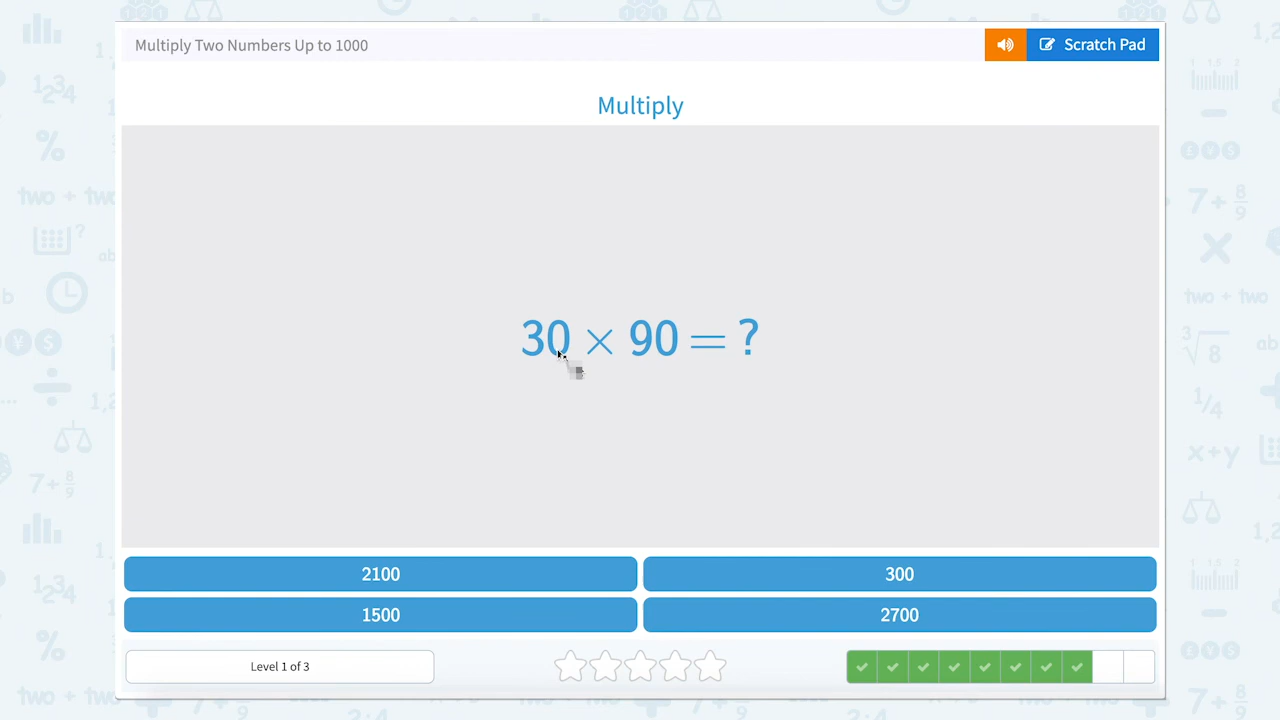 Multiply Two Numbers Up to 1000
Scratch Pad
Multiply
30 × 90 = ?
2100
300
1500
2700
Level 1 of 3